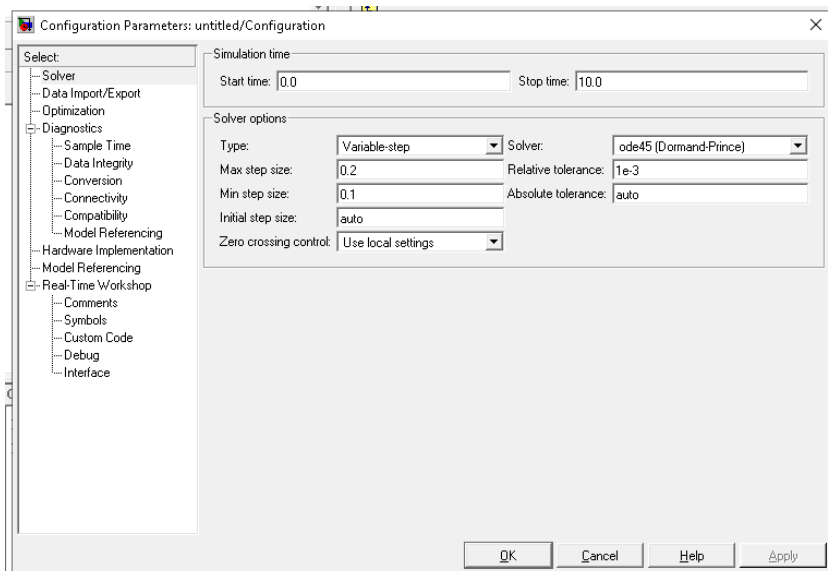 Configuration Parameters: untitled/Configuration
Select:
Solver
Data Import/Export
Optimization
Diagnostics
Sample Time
Data Integrity
Conversion
Connectivity
Compatibility
Model Referencing
Hardware Implementation
Model Referencing
Real-Time Workshop
Comments
Symbols
Custom Code
Debug
Interface
Simulation time
Start time: 0.0 Stop time: 10.0
Solver options
Type: Variable-step Solver: ode45 (Dormand-Prince)
Max step size: 0.2 Relative tolerance: 1e-3
Min step size: 0.1 Absolute tolerance: auto
Initial step size: auto
Zero crossing control: Use local settings
OK Cancel Help Apply